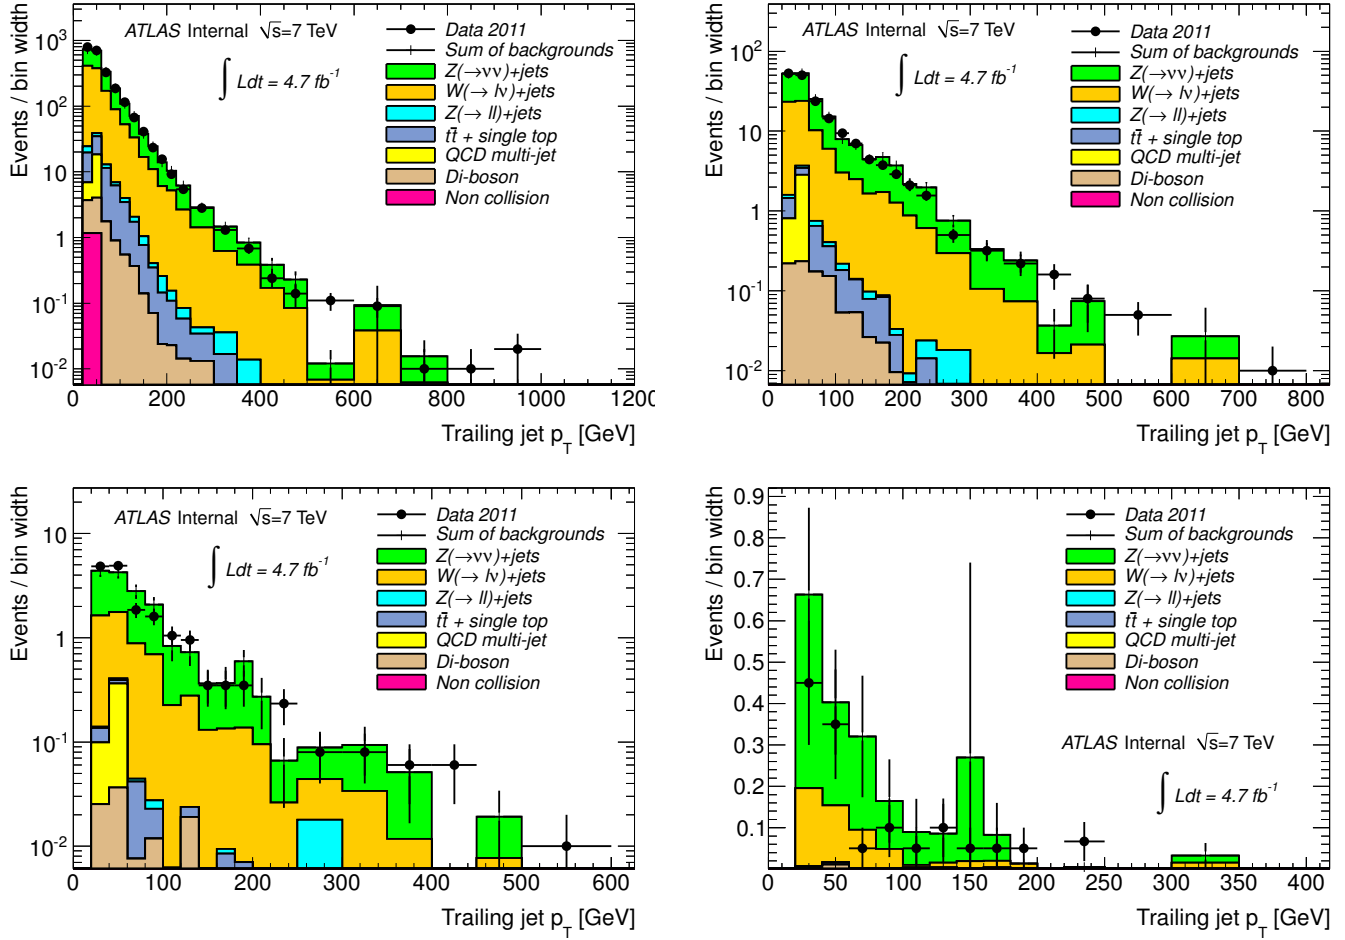 Events / bin width
ATLAS Internal √s=7 TeV
∫ Ldt = 4.7 fb⁻¹
Data 2011
Sum of backgrounds
Z(→νν)+jets
W(→ lν)+jets
Z(→ ll)+jets
tt̄ + single top
QCD multi-jet
Di-boson
Non collision
10³
10²
10
1
10⁻¹
10⁻²
0 200 400 600 800 1000 1200
Trailing jet p_T [GeV]
Events / bin width
ATLAS Internal √s=7 TeV
∫ Ldt = 4.7 fb⁻¹
Data 2011
Sum of backgrounds
Z(→νν)+jets
W(→ lν)+jets
Z(→ ll)+jets
tt̄ + single top
QCD multi-jet
Di-boson
Non collision
10²
10
1
10⁻¹
10⁻²
0 100 200 300 400 500 600 700 800
Trailing jet p_T [GeV]
Events / bin width
ATLAS Internal √s=7 TeV
∫ Ldt = 4.7 fb⁻¹
Data 2011
Sum of backgrounds
Z(→νν)+jets
W(→ lν)+jets
Z(→ ll)+jets
tt̄ + single top
QCD multi-jet
Di-boson
Non collision
10
1
10⁻¹
10⁻²
0 100 200 300 400 500 600
Trailing jet p_T [GeV]
Events / bin width
Data 2011
Sum of backgrounds
Z(→νν)+jets
W(→ lν)+jets
Z(→ ll)+jets
tt̄ + single top
QCD multi-jet
Di-boson
Non collision
ATLAS Internal √s=7 TeV
∫ Ldt = 4.7 fb⁻¹
0.9
0.8
0.7
0.6
0.5
0.4
0.3
0.2
0.1
0 50 100 150 200 250 300 350 400
Trailing jet p_T [GeV]